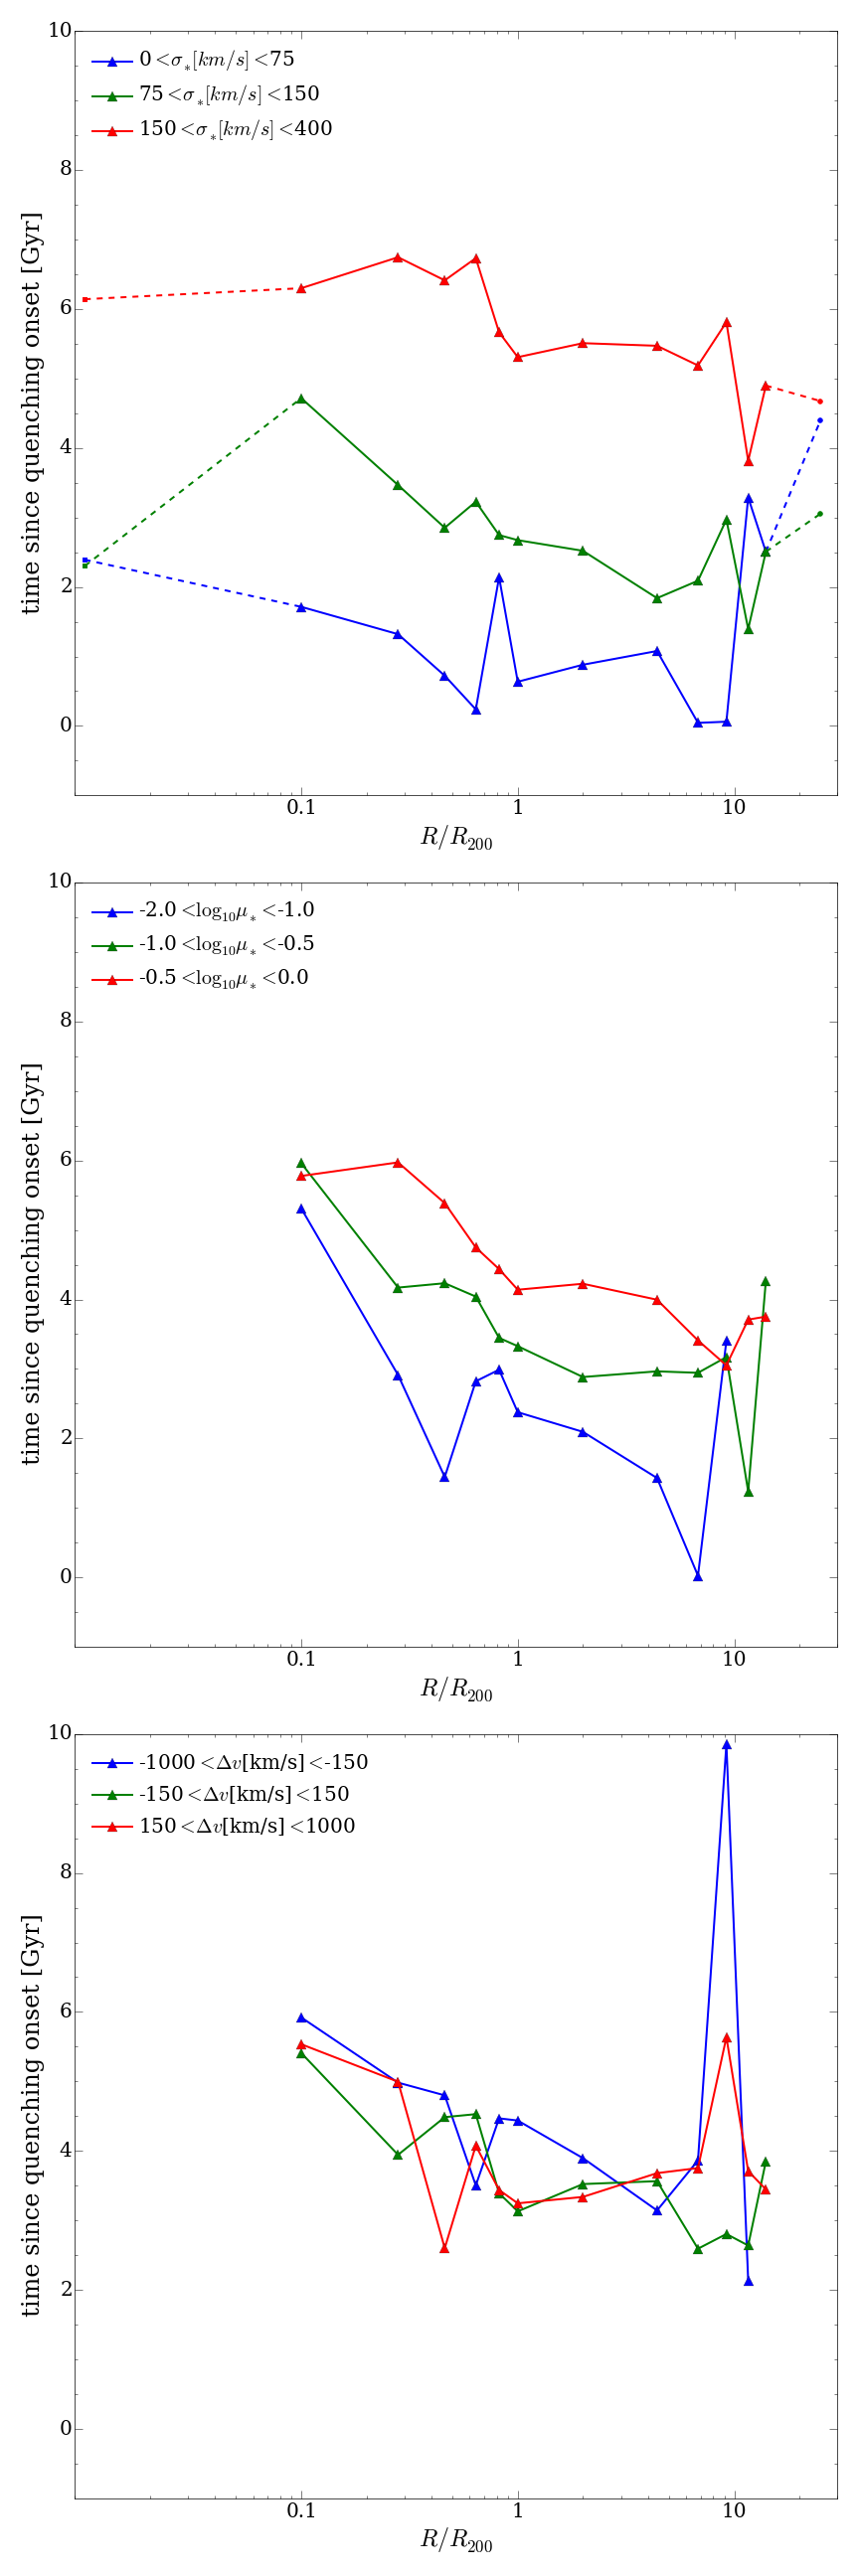 10
0 <σ* [km/s] <75
75 <σ* [km/s] <150
150 <σ* [km/s] <400
8
6
4
2
0
time since quenching onset [Gyr]
0.1 1 10
R/R200
10
-2.0 <log10 μ* <-1.0
-1.0 <log10 μ* <-0.5
-0.5 <log10 μ* <0.0
8
6
4
2
0
time since quenching onset [Gyr]
0.1 1 10
R/R200
10
-1000 <Δv[km/s] <-150
-150 <Δv[km/s] <150
150 <Δv[km/s] <1000
8
6
4
2
0
time since quenching onset [Gyr]
0.1 1 10
R/R200